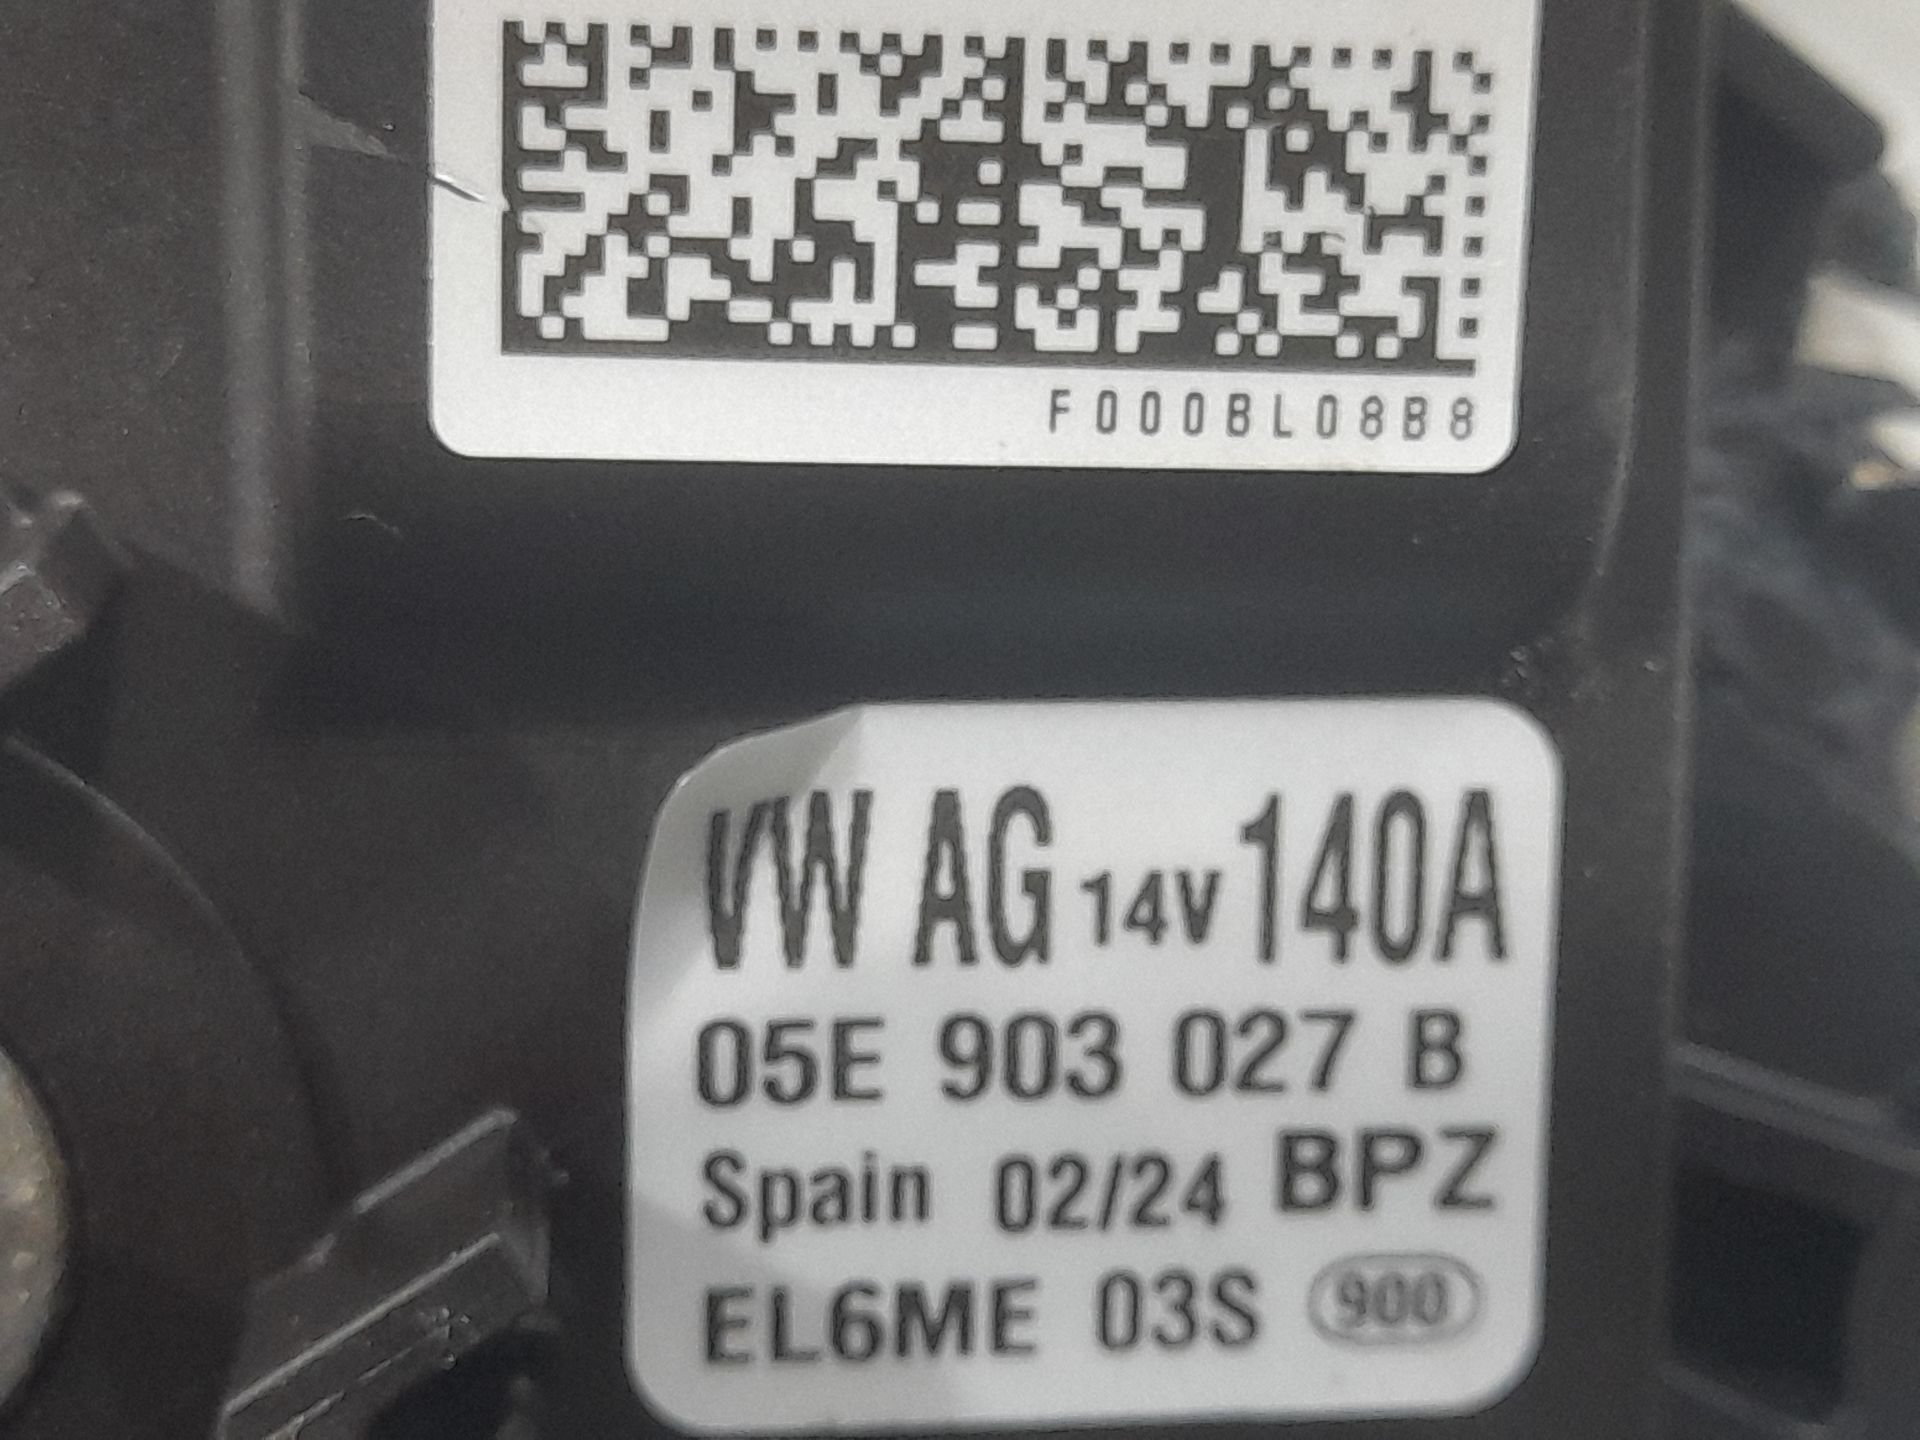 F000BL08B8
VW AG 14V 140A
05E 903 027 B
Spain 02/24 BPZ
EL6ME 03S 900